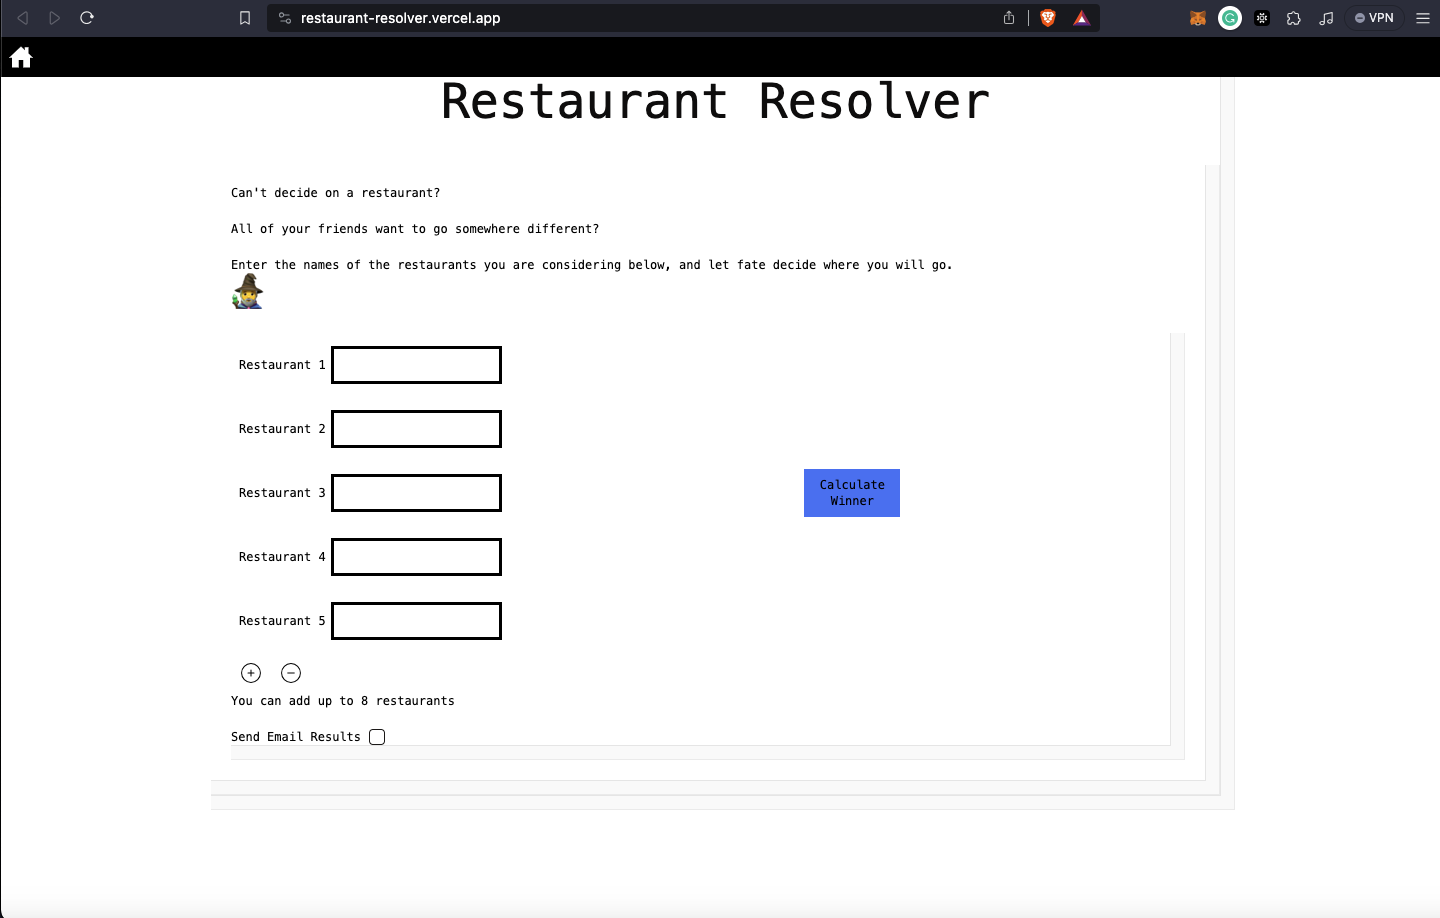 restaurant-resolver.vercel.app
VPN
Restaurant Resolver
Can't decide on a restaurant?
All of your friends want to go somewhere different?
Enter the names of the restaurants you are considering below, and let fate decide where you will go.
Restaurant 1
Restaurant 2
Restaurant 3
Calculate
Winner
Restaurant 4
Restaurant 5
You can add up to 8 restaurants
Send Email Results